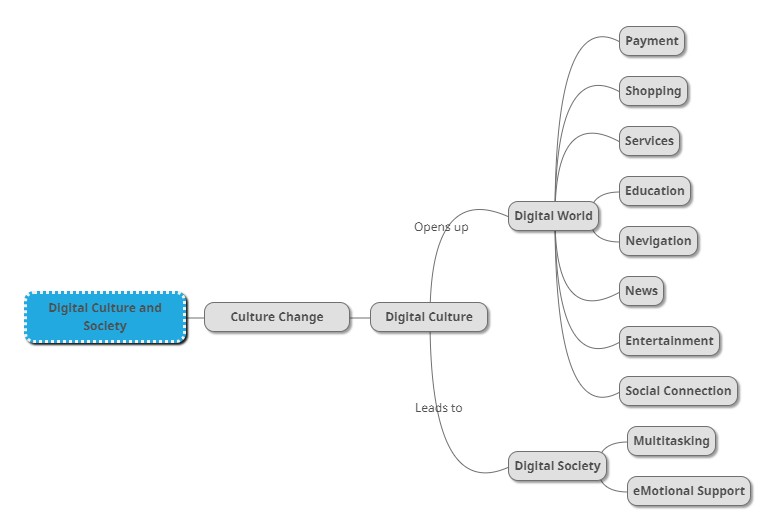 Payment
Shopping
Services
Education
Digital World
Opens up
Nevigation
News
Digital Culture and
Society
Culture Change
Digital Culture
Entertainment
Social Connection
Leads to
Multitasking
Digital Society
eMotional Support